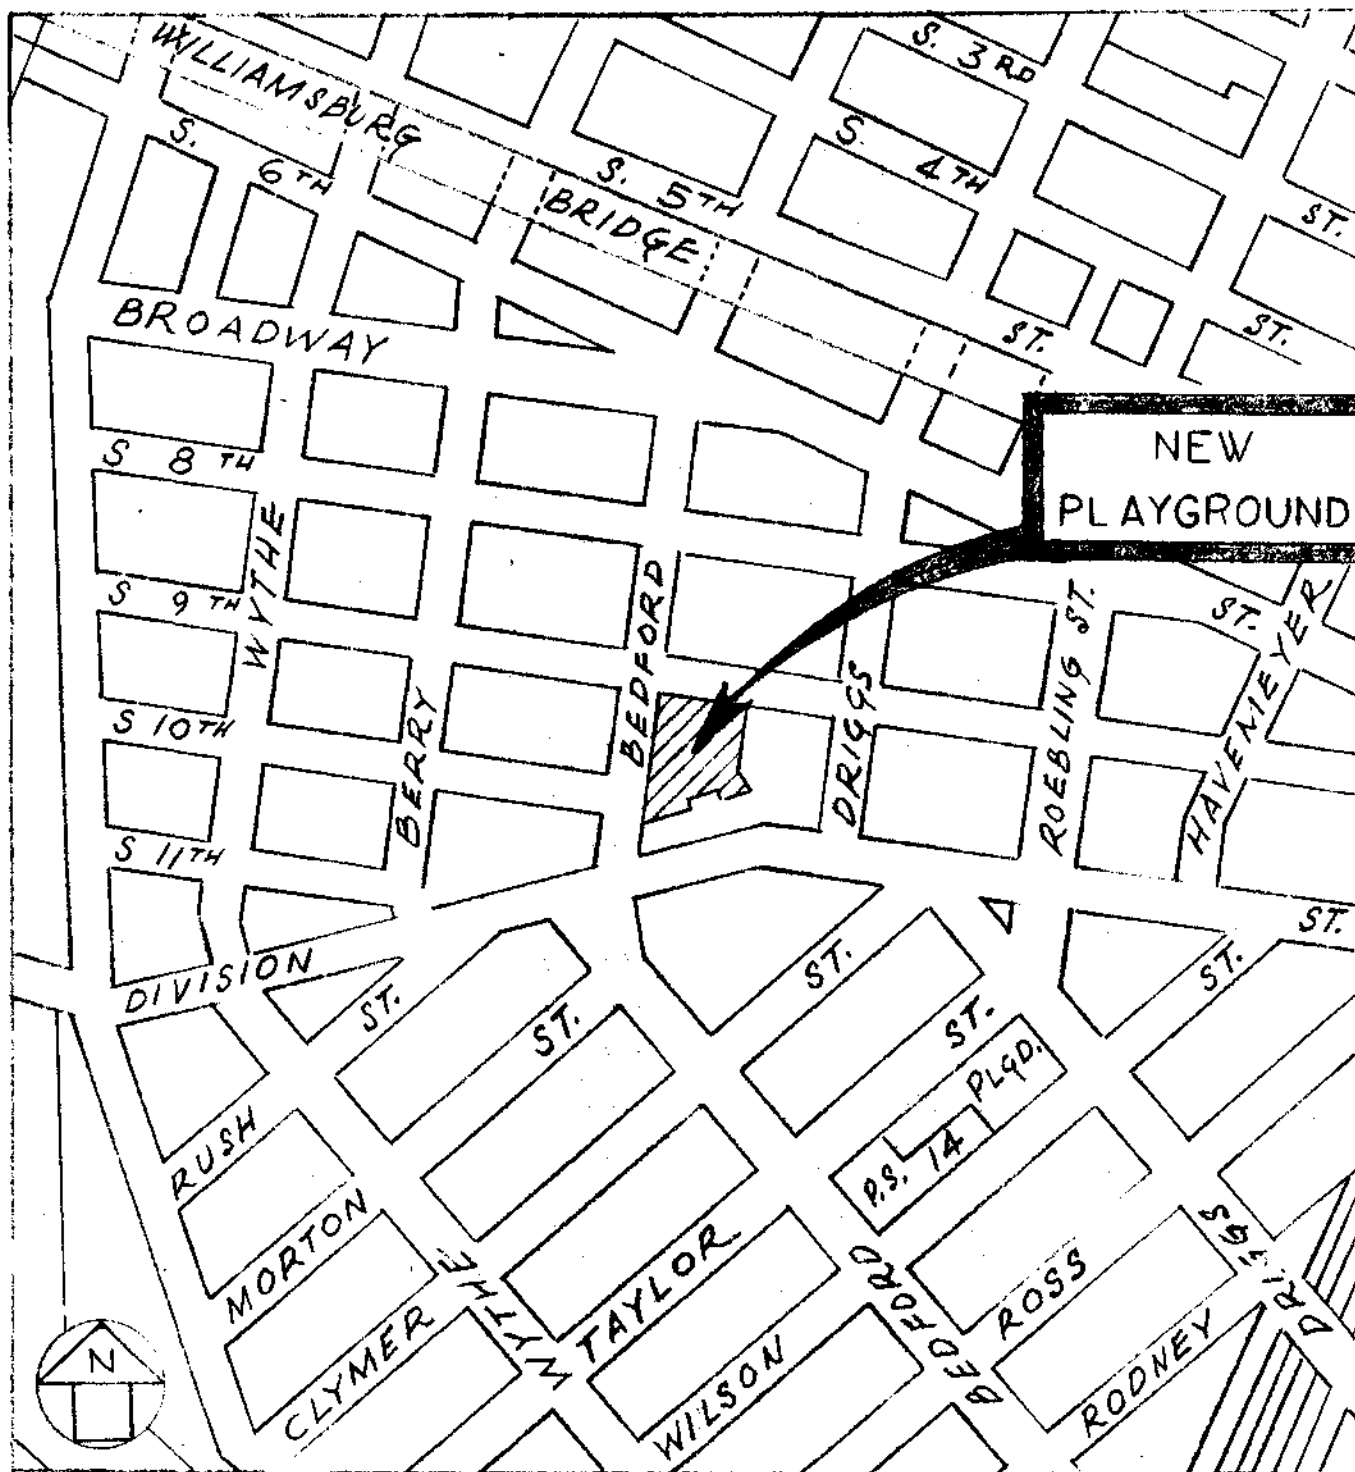 WILLIAMSBURG
BRIDGE
S. 3RD
ST.
S. 4TH
ST.
S. 5TH
ST.
S. 6TH
BROADWAY
NEW
PLAYGROUND
S 8TH
ST.
S 9TH
S 10TH
S 11TH
ST.
WYTHE
BERRY
BEDFORD
DRIGGS
ROEBLING ST.
HAVEMEYER
DIVISION
ST.
ST.
ST.
ST.
ST.
PLGD.
P.S. 14
RUSH
MORTON
CLYMER
WYTHE
TAYLOR
WILSON
BEDFORD
ROSS
RODNEY
DRIGGS
N